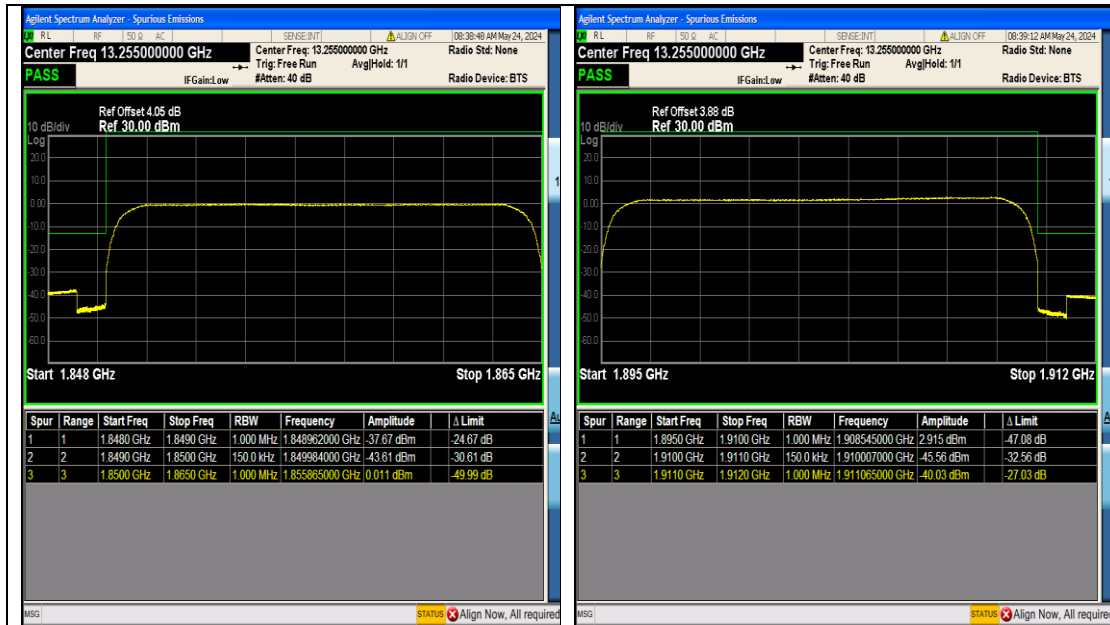 Agilent Spectrum Analyzer - Spurious Emissions
RL RF 50 Ω AC SENSE:INT ALIGN OFF 08:38:48 AM May 24, 2024
Center Freq 13.255000000 GHz
Center Freq: 13.255000000 GHz
Radio Std: None
Trig: Free Run Avg|Hold: 1/1
PASS
IFGain:Low
#Atten: 40 dB
Radio Device: BTS
Ref Offset 4.05 dB
10 dB/div
Ref 30.00 dBm
Log
20.0
10.0
0.00
-10.0
-20.0
-30.0
-40.0
-50.0
-60.0
Start 1.848 GHz
Stop 1.865 GHz
Spur Range Start Freq Stop Freq RBW Frequency Amplitude Δ Limit
1 1 1.8480 GHz 1.8490 GHz 1.000 MHz 1.848962000 GHz -37.67 dBm -24.67 dB
2 2 1.8490 GHz 1.8500 GHz 150.0 kHz 1.849984000 GHz -43.61 dBm -30.61 dB
3 3 1.8500 GHz 1.8650 GHz 1.000 MHz 1.855865000 GHz 0.011 dBm -49.99 dB
MSG
STATUS Align Now, All required
Agilent Spectrum Analyzer - Spurious Emissions
RL RF 50 Ω AC SENSE:INT ALIGN OFF 08:39:12 AM May 24, 2024
Center Freq 13.255000000 GHz
Center Freq: 13.255000000 GHz
Radio Std: None
Trig: Free Run Avg|Hold: 1/1
PASS
IFGain:Low
#Atten: 40 dB
Radio Device: BTS
Ref Offset 3.88 dB
10 dB/div
Ref 30.00 dBm
Log
20.0
10.0
0.00
-10.0
-20.0
-30.0
-40.0
-50.0
-60.0
Start 1.895 GHz
Stop 1.912 GHz
Spur Range Start Freq Stop Freq RBW Frequency Amplitude Δ Limit
1 1 1.8950 GHz 1.9100 GHz 1.000 MHz 1.908545000 GHz 2.915 dBm -47.08 dB
2 2 1.9100 GHz 1.9110 GHz 150.0 kHz 1.910007000 GHz -45.56 dBm -32.56 dB
3 3 1.9110 GHz 1.9120 GHz 1.000 MHz 1.911065000 GHz -40.03 dBm -27.03 dB
MSG
STATUS Align Now, All require